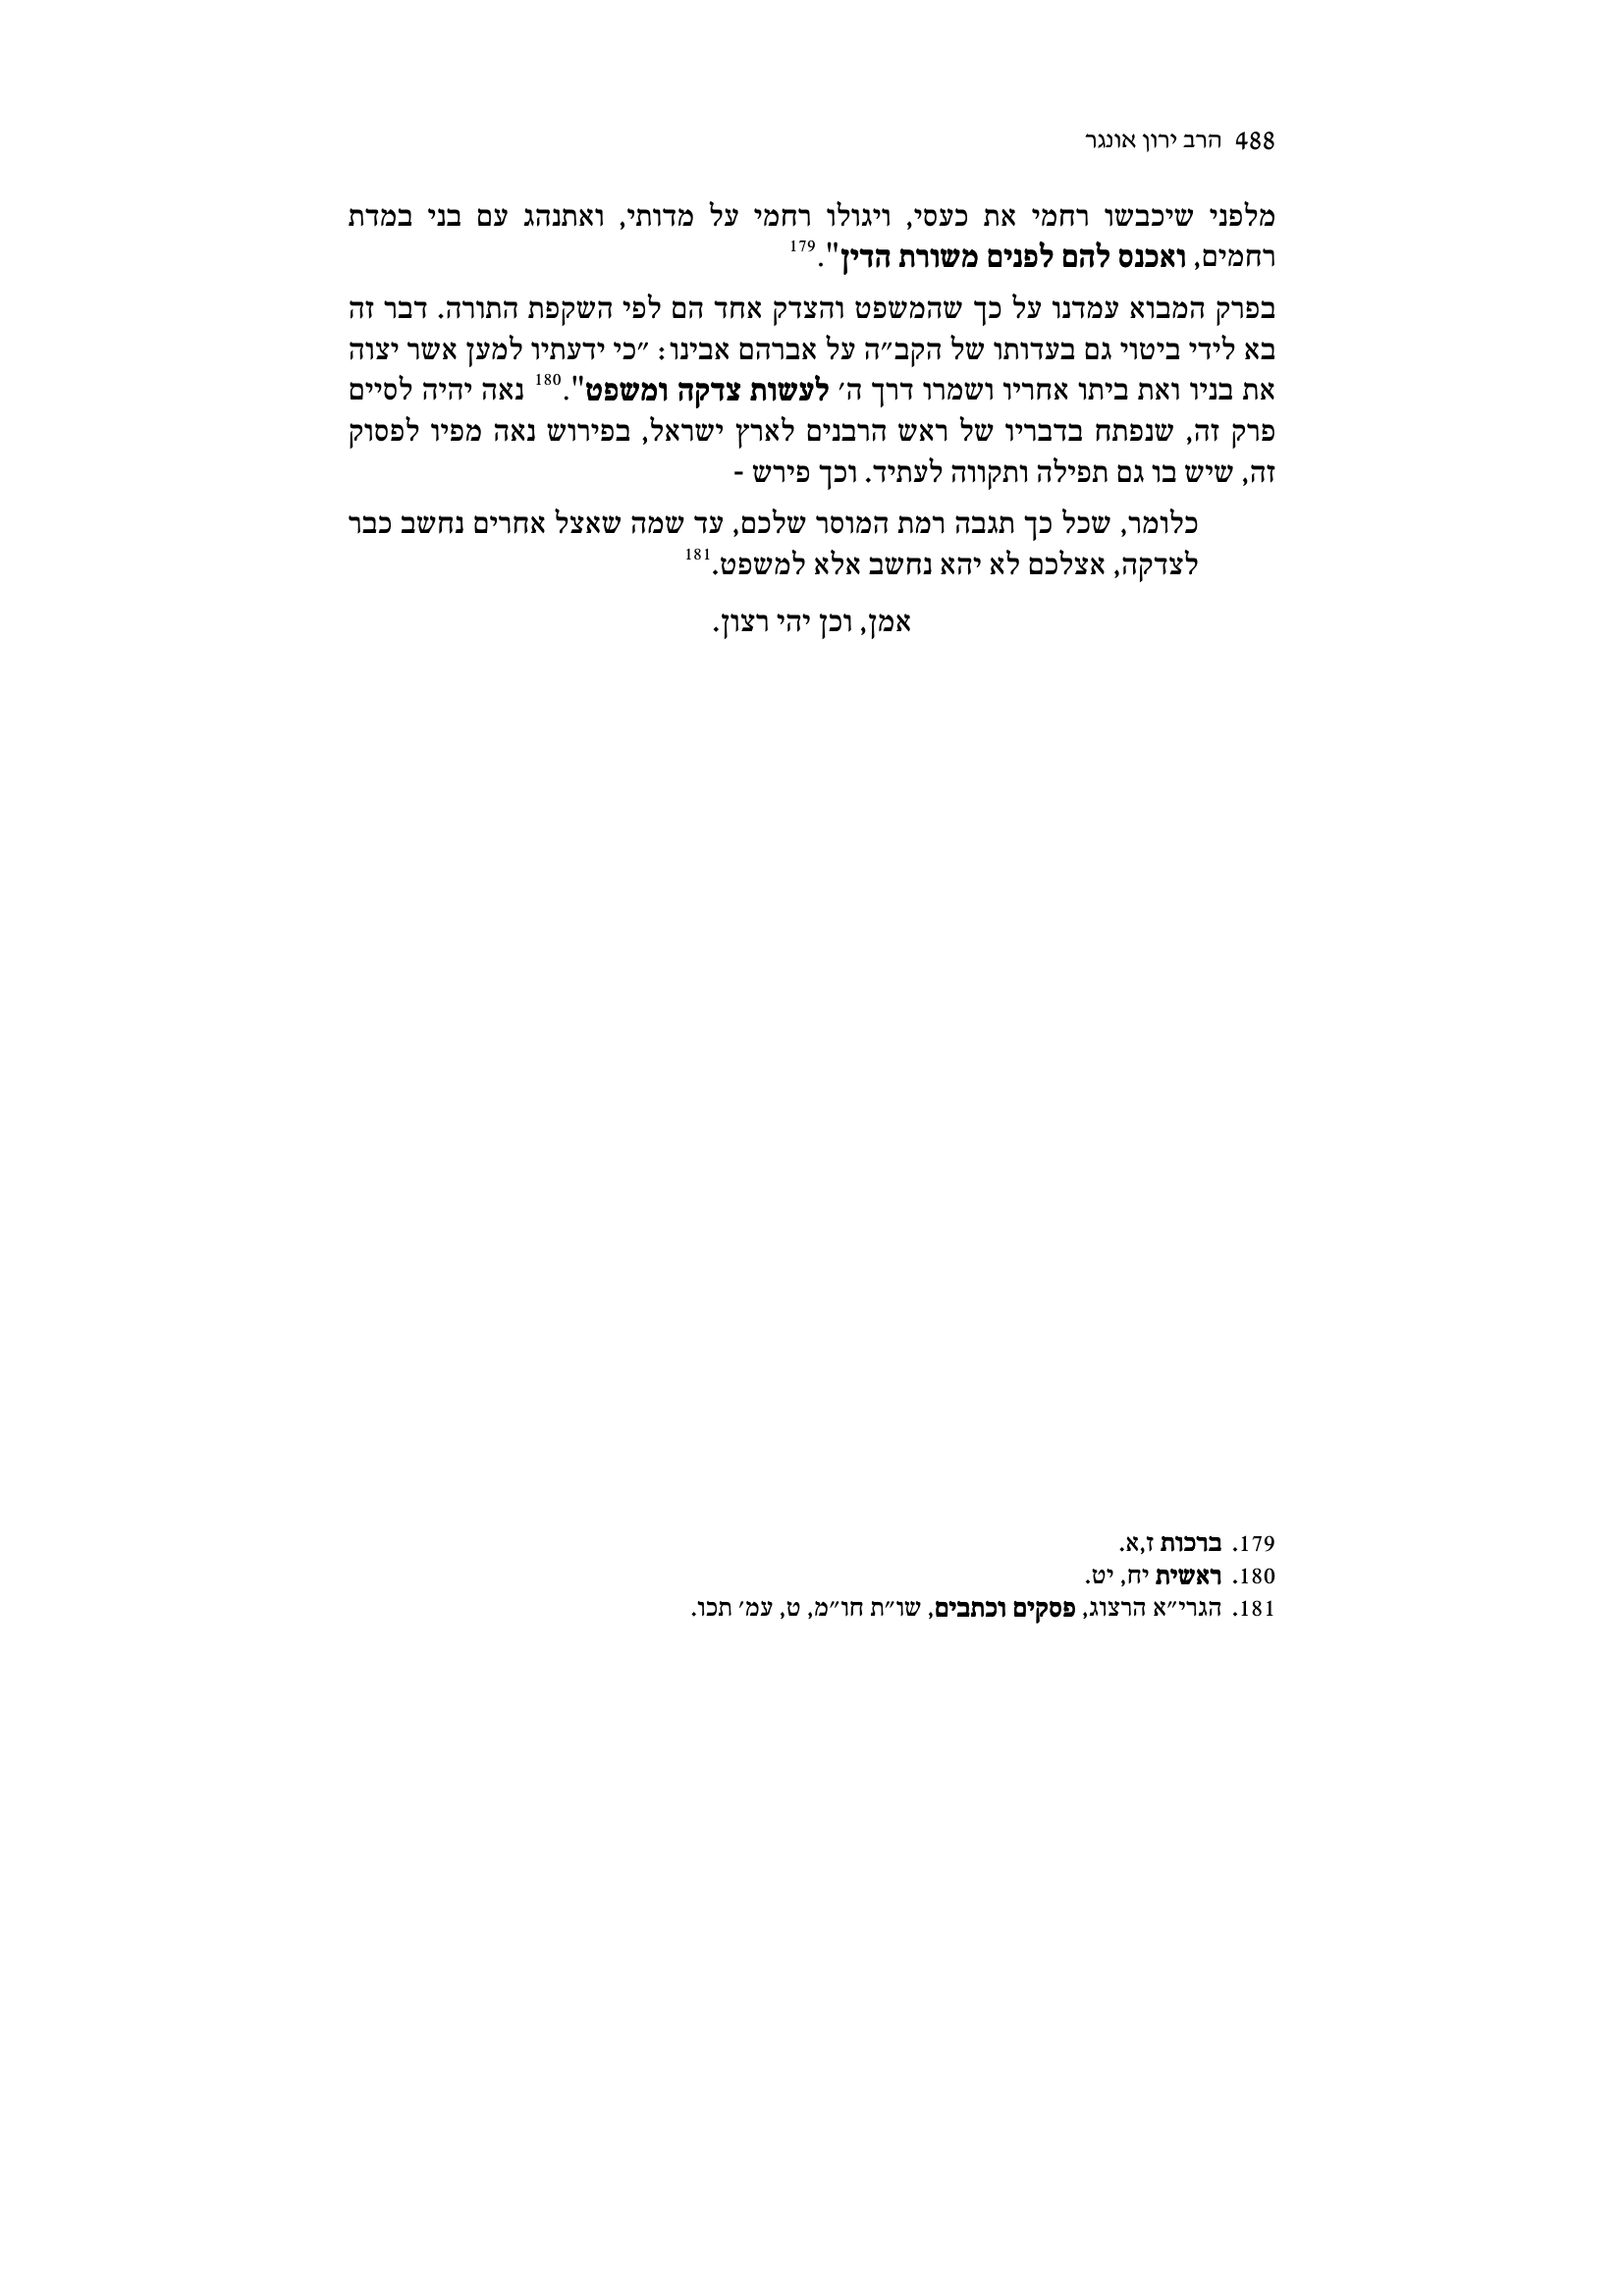 488 הרב ירון אונגר
מלפני שיכבשו רחמי את כעסי, ויגולו רחמי על מדותי, ואתנהג עם בני במדת
רחמים, ואכנס להם לפנים משורת הדין".179
בפרק המבוא עמדנו על כך שהמשפט והצדק אחד הם לפי השקפת התורה. דבר זה
בא לידי ביטוי גם בעדותו של הקב״ה על אברהם אבינו: ״כי ידעתיו למען אשר יצוה
את בניו ואת ביתו אחריו ושמרו דרך ה׳ לעשות צדקה ומשפט".180 נאה יהיה לסיים
פרק זה, שנפתח בדבריו של ראש הרבנים לארץ ישראל, בפירוש נאה מפיו לפסוק
זה, שיש בו גם תפילה ותקווה לעתיד. וכך פירש -
כלומר, שכל כך תגבה רמת המוסר שלכם, עד שמה שאצל אחרים נחשב כבר
לצדקה, אצלכם לא יהא נחשב אלא למשפט.181
אמן, וכן יהי רצון.
179. ברכות ז,א.
180. ראשית יח, יט.
181. הגרי״א הרצוג, פסקים וכתבים, שו״ת חו״מ, ט, עמ׳ תכו.